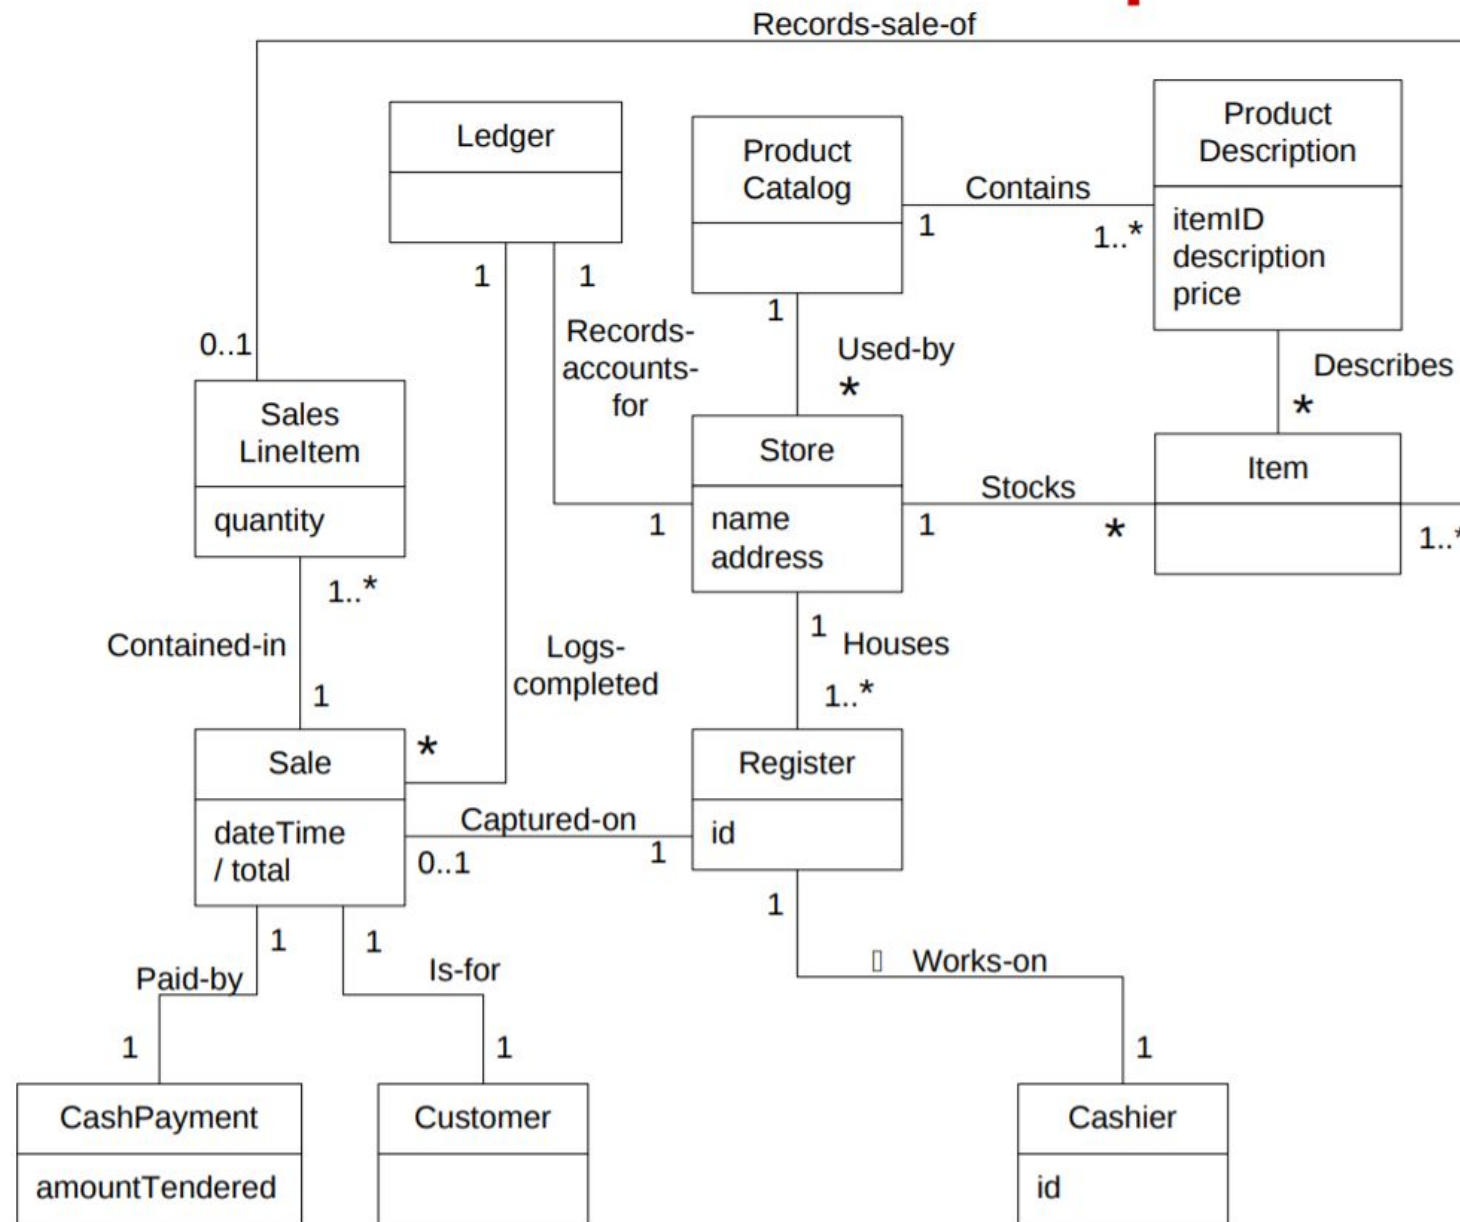 Records-sale-of
Ledger
Product
Catalog
Product
Description
Contains
1
1..*
itemID
description
price
1
1
1
Records-
accounts-
for
Used-by
*
Describes
*
0..1
Sales
LineItem
quantity
Store
name
address
Stocks
1
1
*
Item
1..*
1..*
Contained-in
1
Logs-
completed
1
Houses
1..*
Sale
dateTime
/ total
*
Captured-on
0..1
1
Register
id
1
1
1
Paid-by
Is-for
Works-on
1
1
1
CashPayment
amountTendered
Customer
Cashier
id